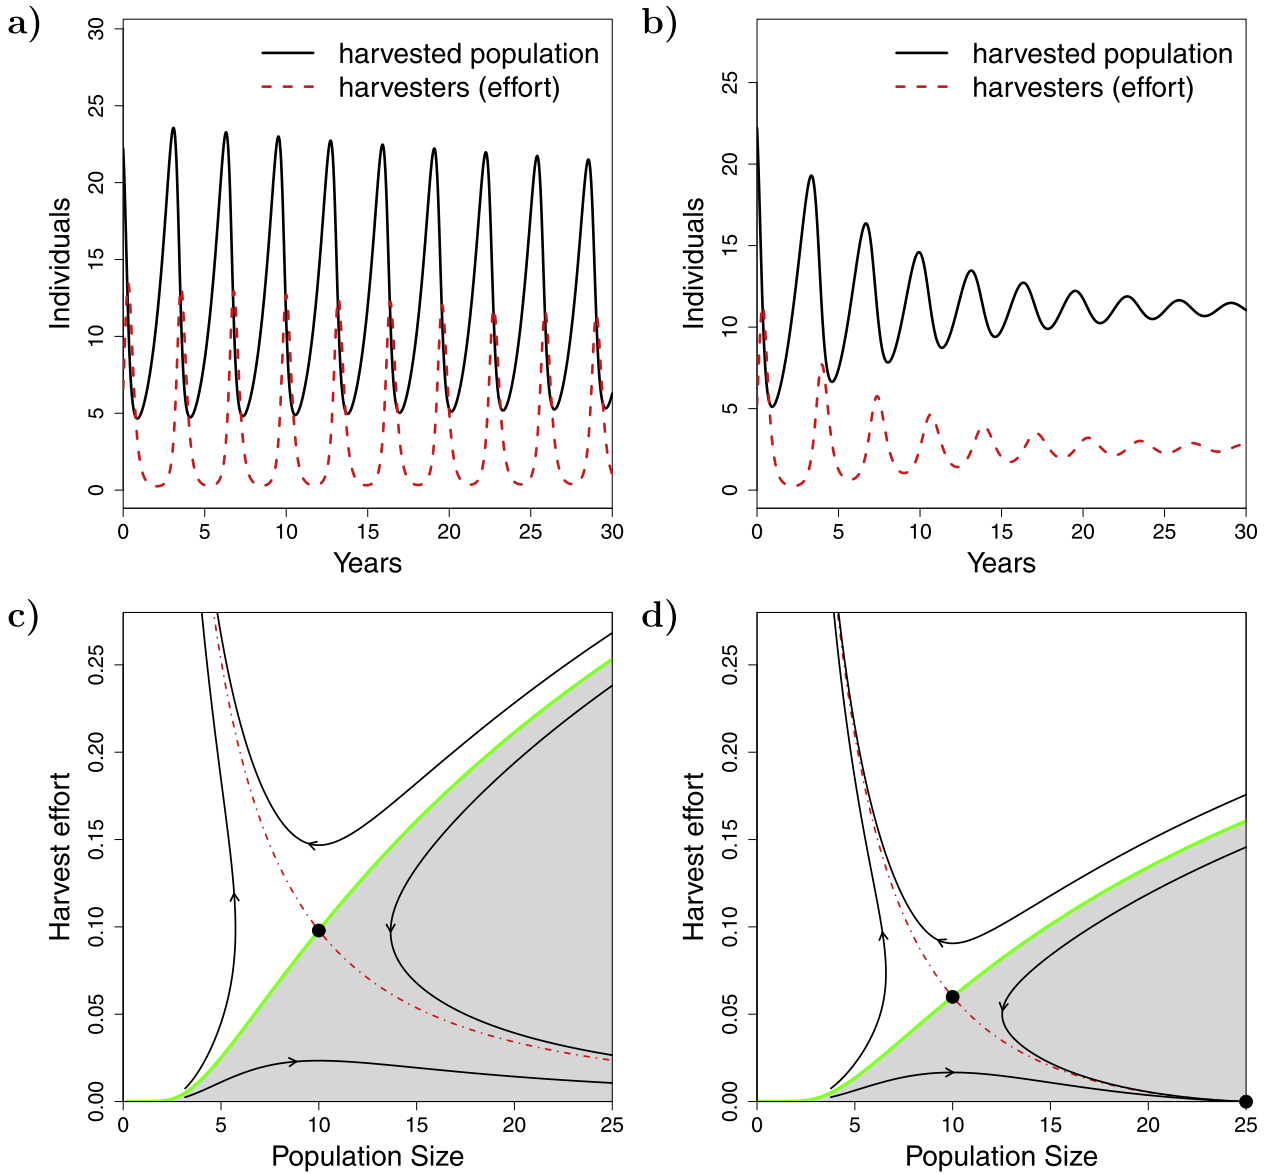 a)
harvested population
harvesters (effort)
Individuals
0 5 10 15 20 25 30
0 5 10 15 20 25 30
Years
b)
harvested population
harvesters (effort)
Individuals
0 5 10 15 20 25
0 5 10 15 20 25 30
Years
c)
Harvest effort
0.00 0.05 0.10 0.15 0.20 0.25
0 5 10 15 20 25
Population Size
d)
Harvest effort
0.00 0.05 0.10 0.15 0.20 0.25
0 5 10 15 20 25
Population Size